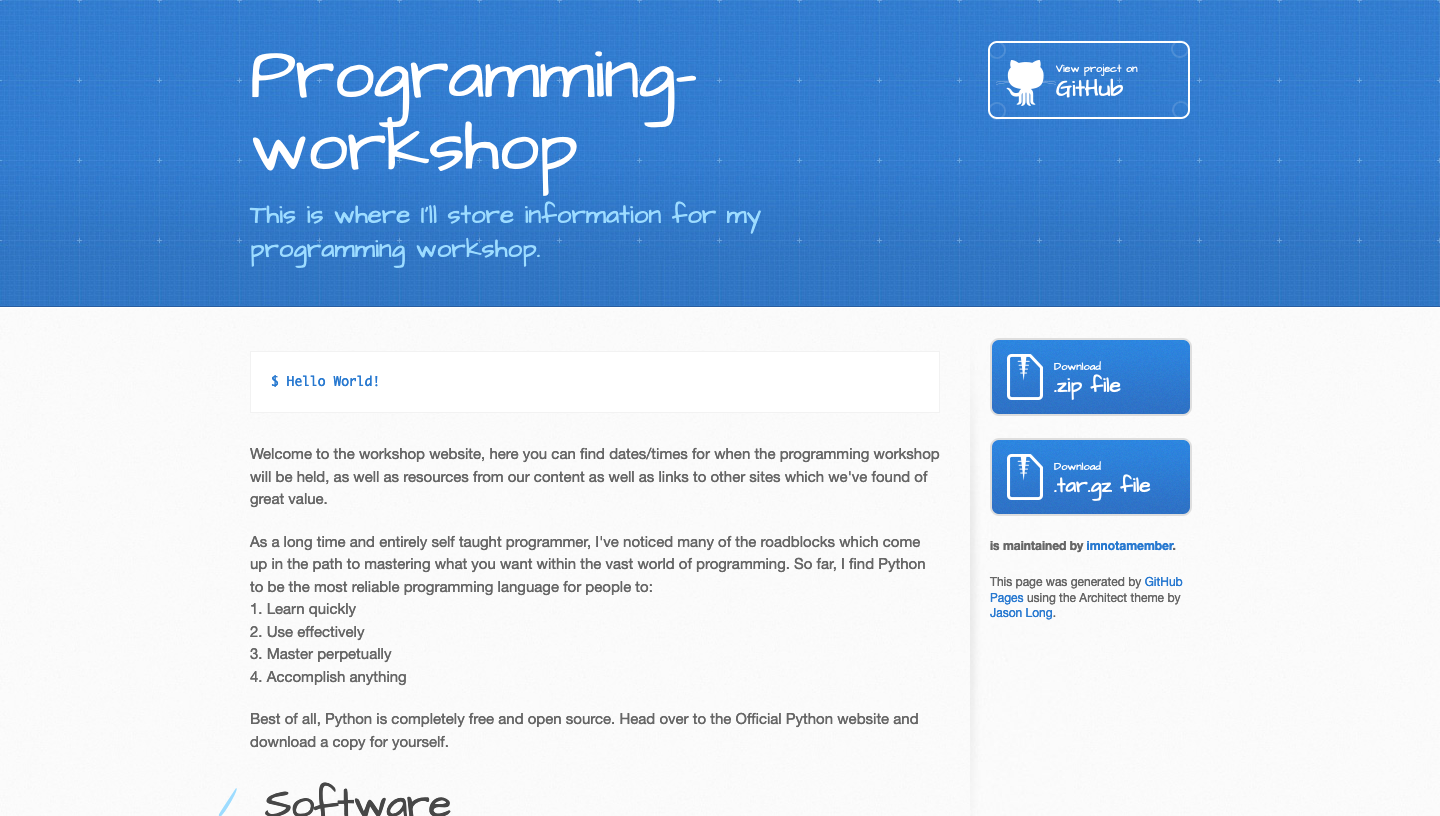 Programming-
workshop
This is where I'll store information for my
programming workshop.
View project on
GitHub
$ Hello World!
Welcome to the workshop website, here you can find dates/times for when the programming workshop
will be held, as well as resources from our content as well as links to other sites which we've found of
great value.
As a long time and entirely self taught programmer, I've noticed many of the roadblocks which come
up in the path to mastering what you want within the vast world of programming. So far, I find Python
to be the most reliable programming language for people to:
1. Learn quickly
2. Use effectively
3. Master perpetually
4. Accomplish anything
Best of all, Python is completely free and open source. Head over to the Official Python website and
download a copy for yourself.
Software
Download
.zip file
Download
.tar.gz file
is maintained by imnotamember.
This page was generated by GitHub
Pages using the Architect theme by
Jason Long.